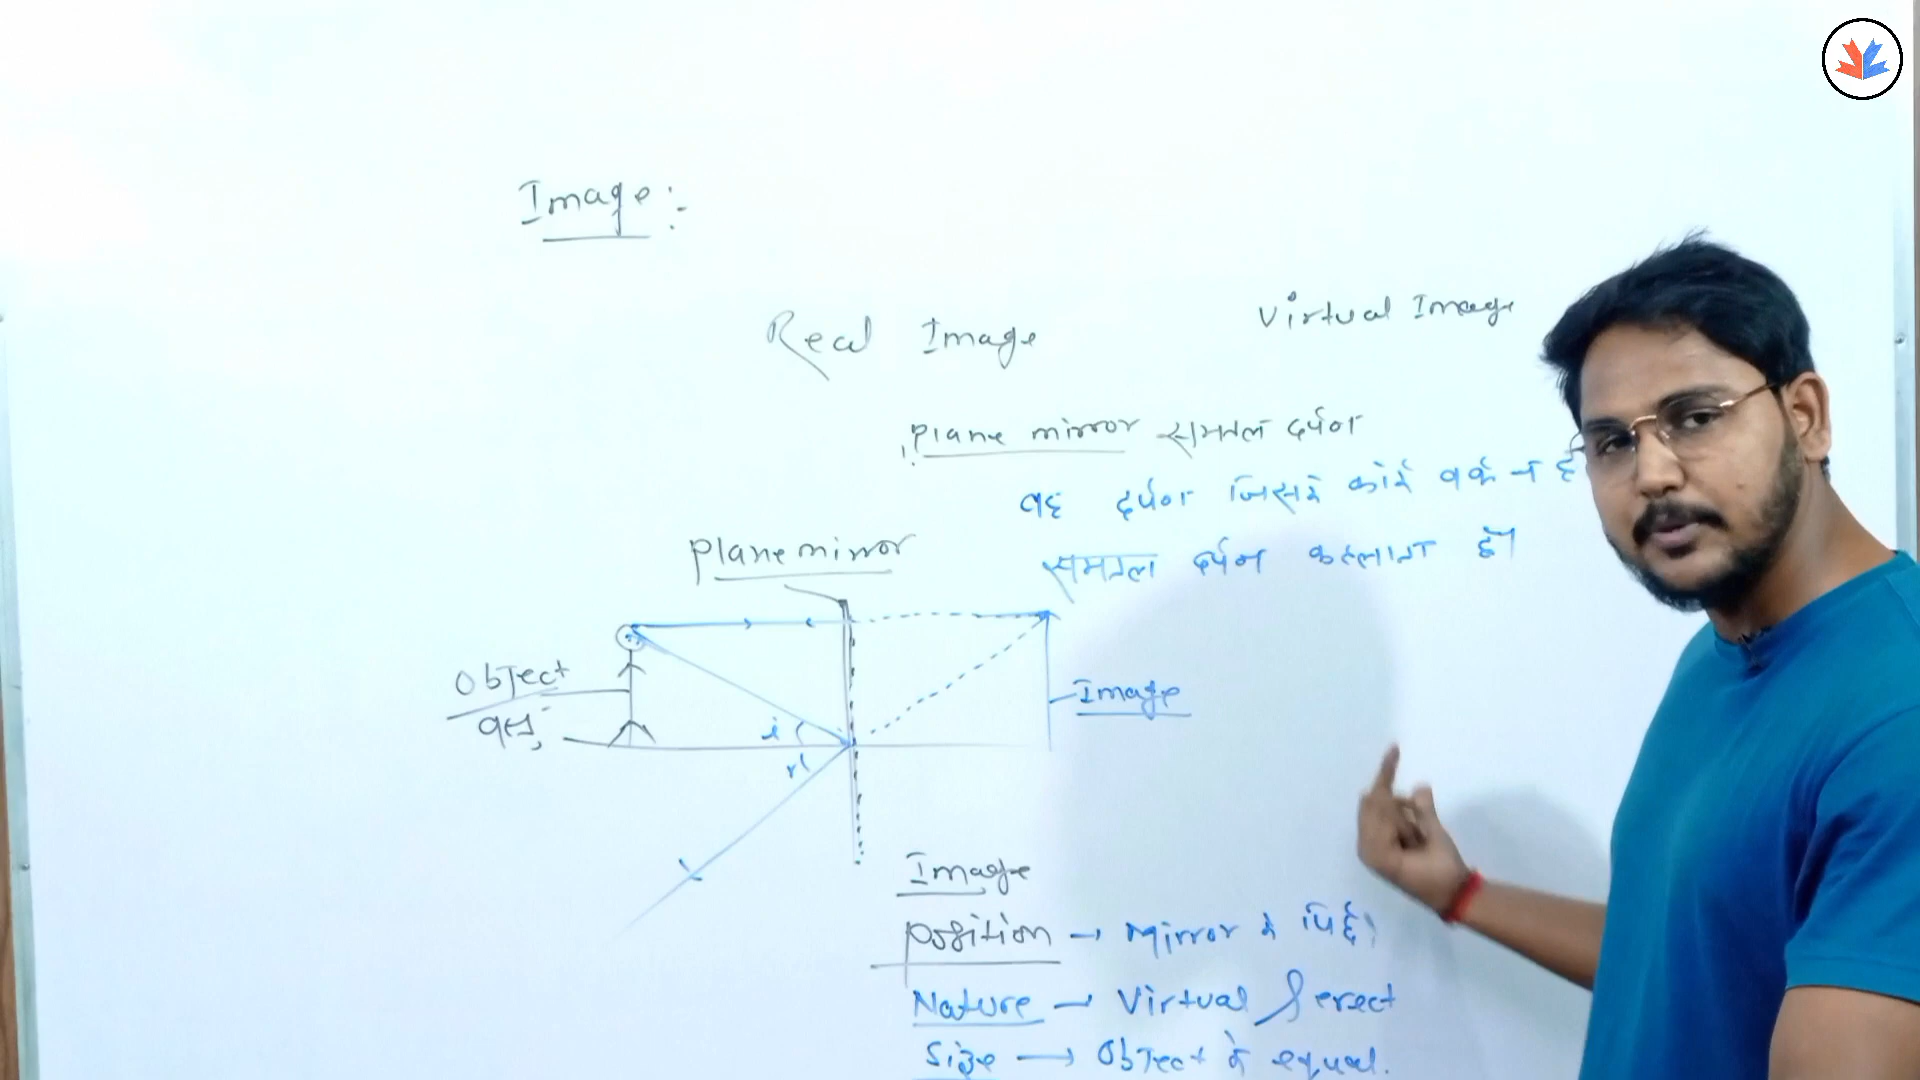 Image:-
Real Image
Virtual Image
plane mirror समतल दर्पण
वह दर्पण जिसमें कोई वर्क न हो
समतल दर्पण कहलाता है।
plane mirror
Object
वस्तु
i
r
Image
Image
position → Mirror के पिछे
Nature → Virtual & erect
Size → Object के equal.